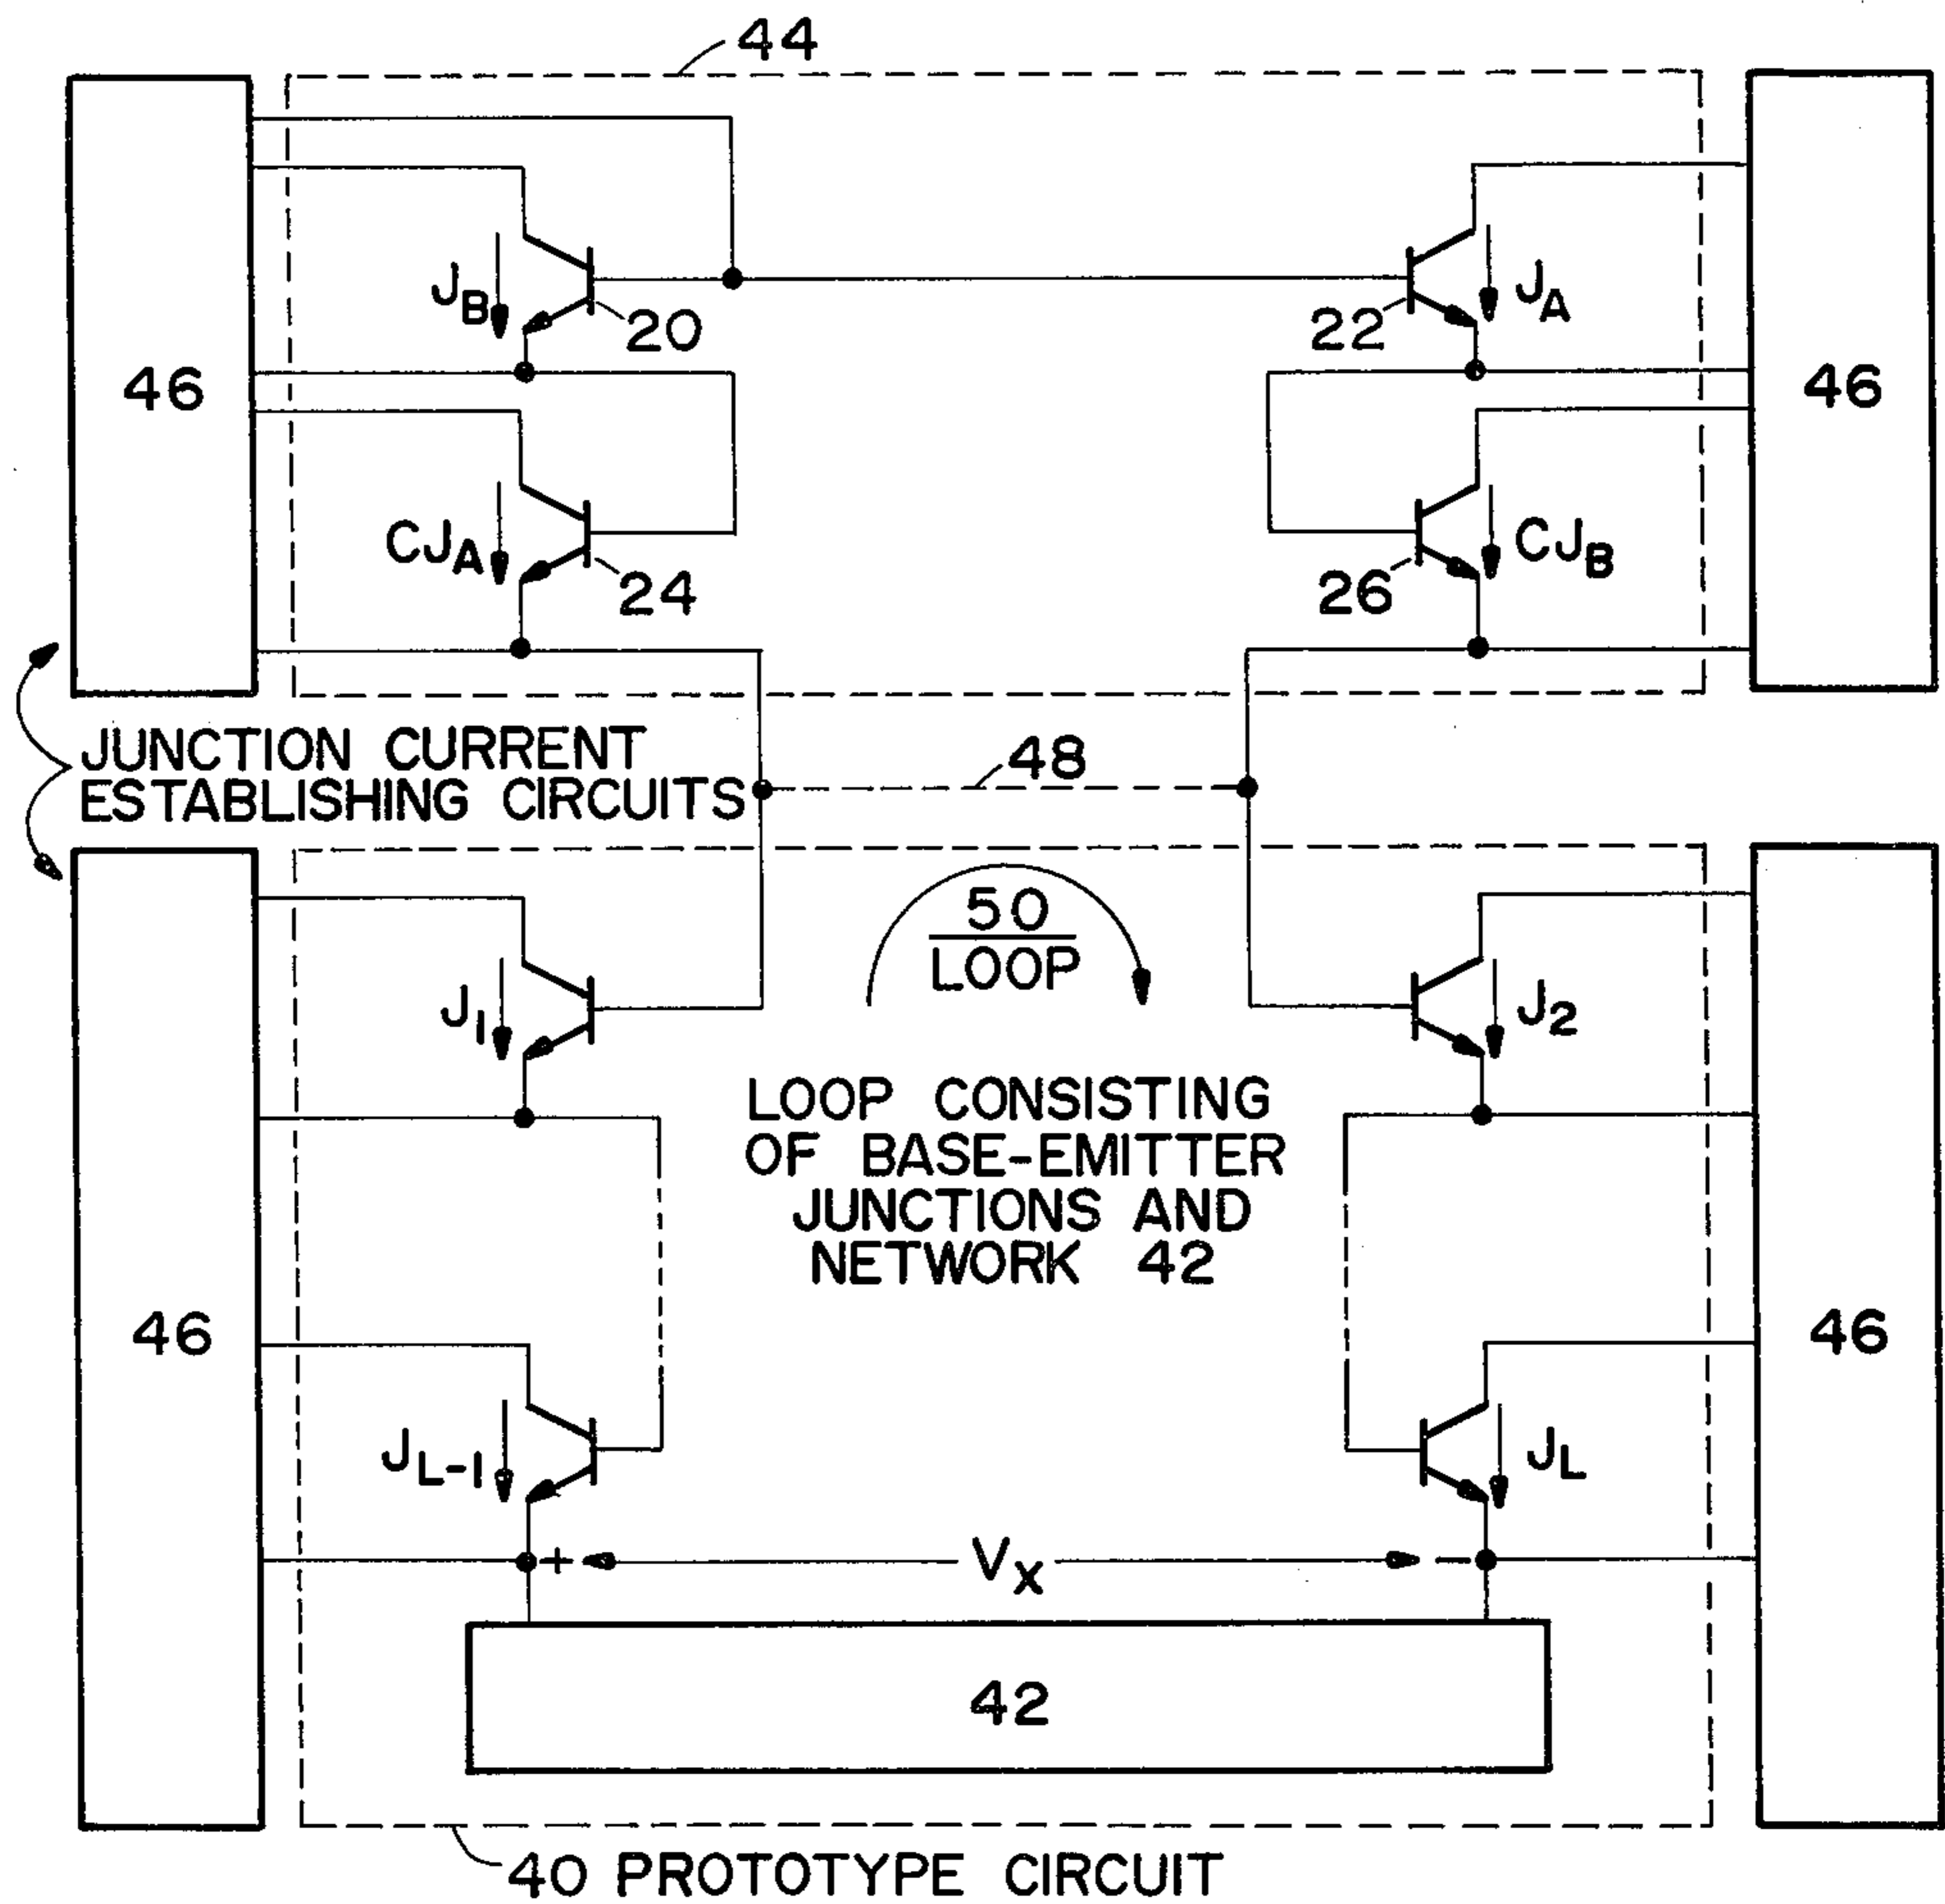 44
J_B
20
22
J_A
46
46
CJ_A
24
26
CJ_B
JUNCTION CURRENT
ESTABLISHING CIRCUITS
48
50
LOOP
J_1
J_2
LOOP CONSISTING
OF BASE-EMITTER
JUNCTIONS AND
NETWORK 42
46
46
J_L-1
J_L
+ V_X −
42
40 PROTOTYPE CIRCUIT